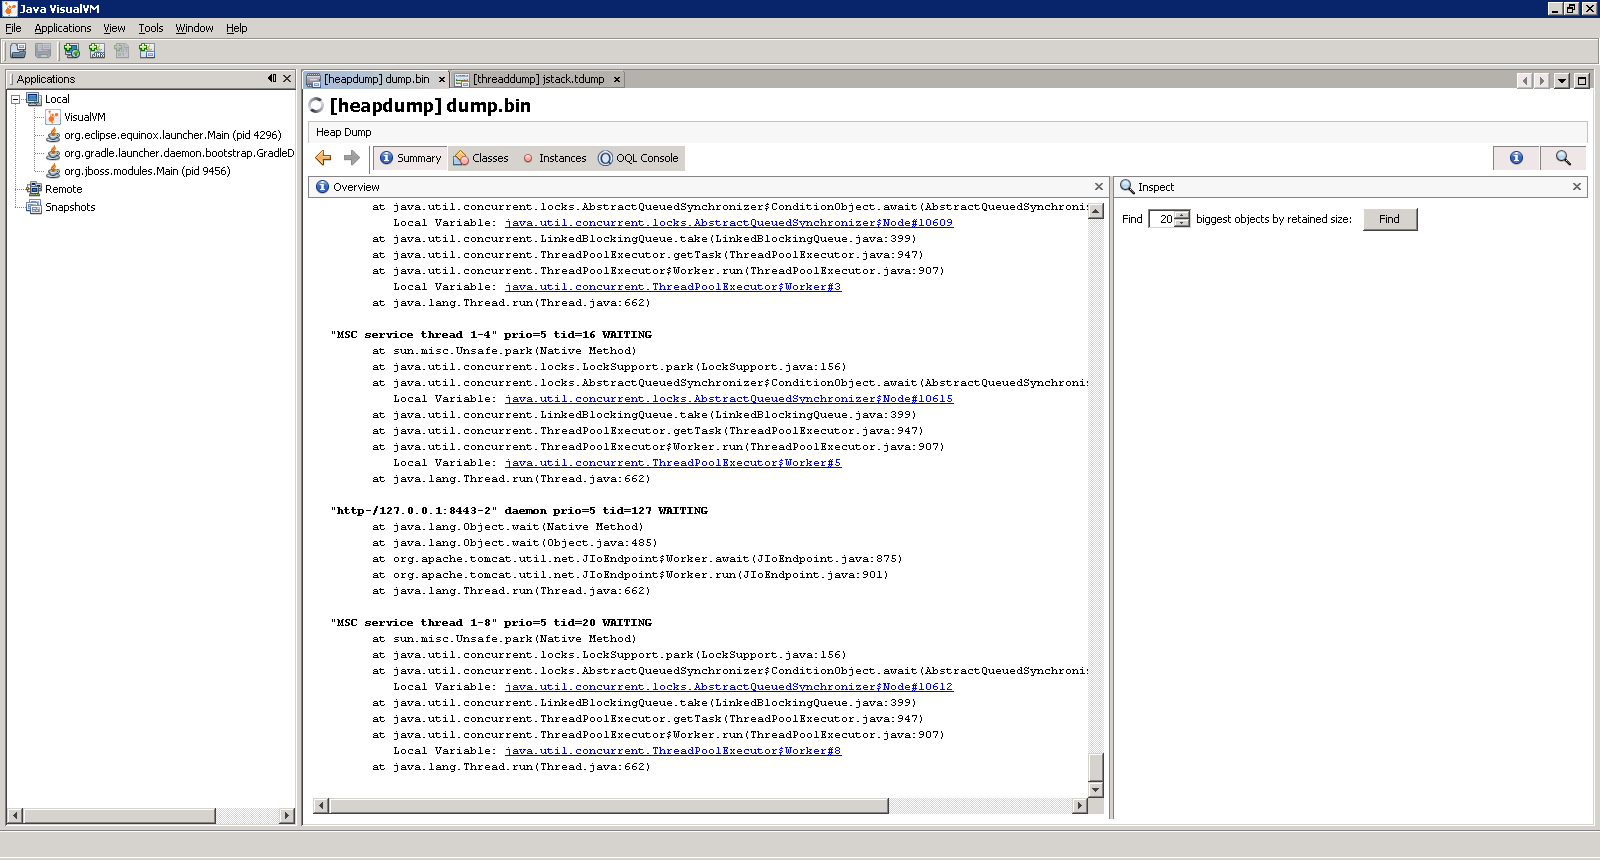 Java VisualVM
File Applications View Tools Window Help
Applications
Local
VisualVM
org.eclipse.equinox.launcher.Main (pid 4296)
org.gradle.launcher.daemon.bootstrap.GradleD
org.jboss.modules.Main (pid 9456)
Remote
Snapshots
[heapdump] dump.bin
[threaddump] jstack.tdump
[heapdump] dump.bin
Heap Dump
Summary Classes Instances OQL Console
Overview
at java.util.concurrent.locks.AbstractQueuedSynchronizer$ConditionObject.await(AbstractQueuedSynchronis
Local Variable: java.util.concurrent.locks.AbstractQueuedSynchronizer$Node#10609
at java.util.concurrent.LinkedBlockingQueue.take(LinkedBlockingQueue.java:399)
at java.util.concurrent.ThreadPoolExecutor.getTask(ThreadPoolExecutor.java:947)
at java.util.concurrent.ThreadPoolExecutor$Worker.run(ThreadPoolExecutor.java:907)
Local Variable: java.util.concurrent.ThreadPoolExecutor$Worker#3
at java.lang.Thread.run(Thread.java:662)
"MSC service thread 1-4" prio=5 tid=16 WAITING
at sun.misc.Unsafe.park(Native Method)
at java.util.concurrent.locks.LockSupport.park(LockSupport.java:156)
at java.util.concurrent.locks.AbstractQueuedSynchronizer$ConditionObject.await(AbstractQueuedSynchronis
Local Variable: java.util.concurrent.locks.AbstractQueuedSynchronizer$Node#10615
at java.util.concurrent.LinkedBlockingQueue.take(LinkedBlockingQueue.java:399)
at java.util.concurrent.ThreadPoolExecutor.getTask(ThreadPoolExecutor.java:947)
at java.util.concurrent.ThreadPoolExecutor$Worker.run(ThreadPoolExecutor.java:907)
Local Variable: java.util.concurrent.ThreadPoolExecutor$Worker#5
at java.lang.Thread.run(Thread.java:662)
"http-/127.0.0.1:8443-2" daemon prio=5 tid=127 WAITING
at java.lang.Object.wait(Native Method)
at java.lang.Object.wait(Object.java:485)
at org.apache.tomcat.util.net.JIoEndpoint$Worker.await(JIoEndpoint.java:875)
at org.apache.tomcat.util.net.JIoEndpoint$Worker.run(JIoEndpoint.java:901)
at java.lang.Thread.run(Thread.java:662)
"MSC service thread 1-8" prio=5 tid=20 WAITING
at sun.misc.Unsafe.park(Native Method)
at java.util.concurrent.locks.LockSupport.park(LockSupport.java:156)
at java.util.concurrent.locks.AbstractQueuedSynchronizer$ConditionObject.await(AbstractQueuedSynchronis
Local Variable: java.util.concurrent.locks.AbstractQueuedSynchronizer$Node#10612
at java.util.concurrent.LinkedBlockingQueue.take(LinkedBlockingQueue.java:399)
at java.util.concurrent.ThreadPoolExecutor.getTask(ThreadPoolExecutor.java:947)
at java.util.concurrent.ThreadPoolExecutor$Worker.run(ThreadPoolExecutor.java:907)
Local Variable: java.util.concurrent.ThreadPoolExecutor$Worker#8
at java.lang.Thread.run(Thread.java:662)
Inspect
Find 20 biggest objects by retained size: Find